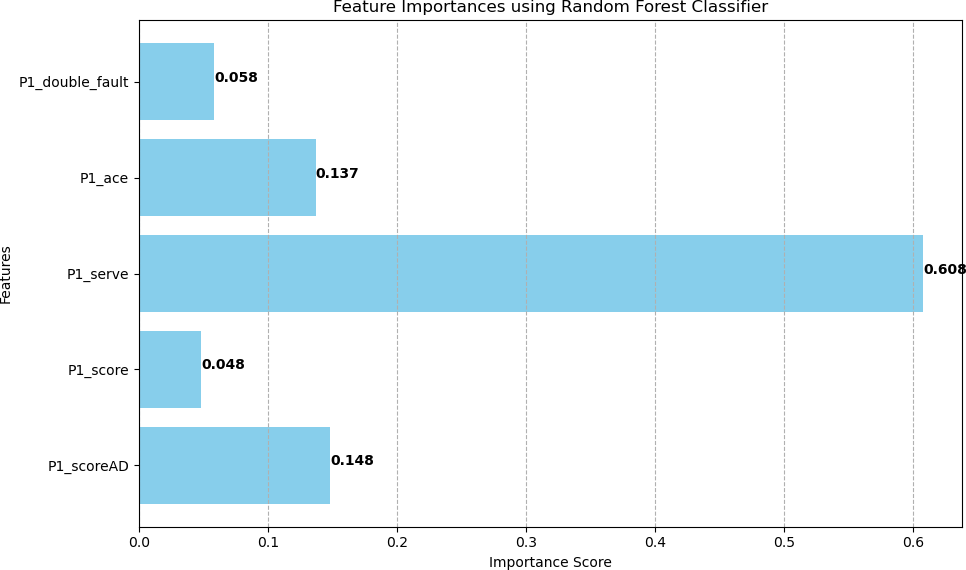 Feature Importances using Random Forest Classifier
P1_double_fault
0.058
P1_ace
0.137
P1_serve
0.608
P1_score
0.048
P1_scoreAD
0.148
Features
0.0 0.1 0.2 0.3 0.4 0.5 0.6
Importance Score